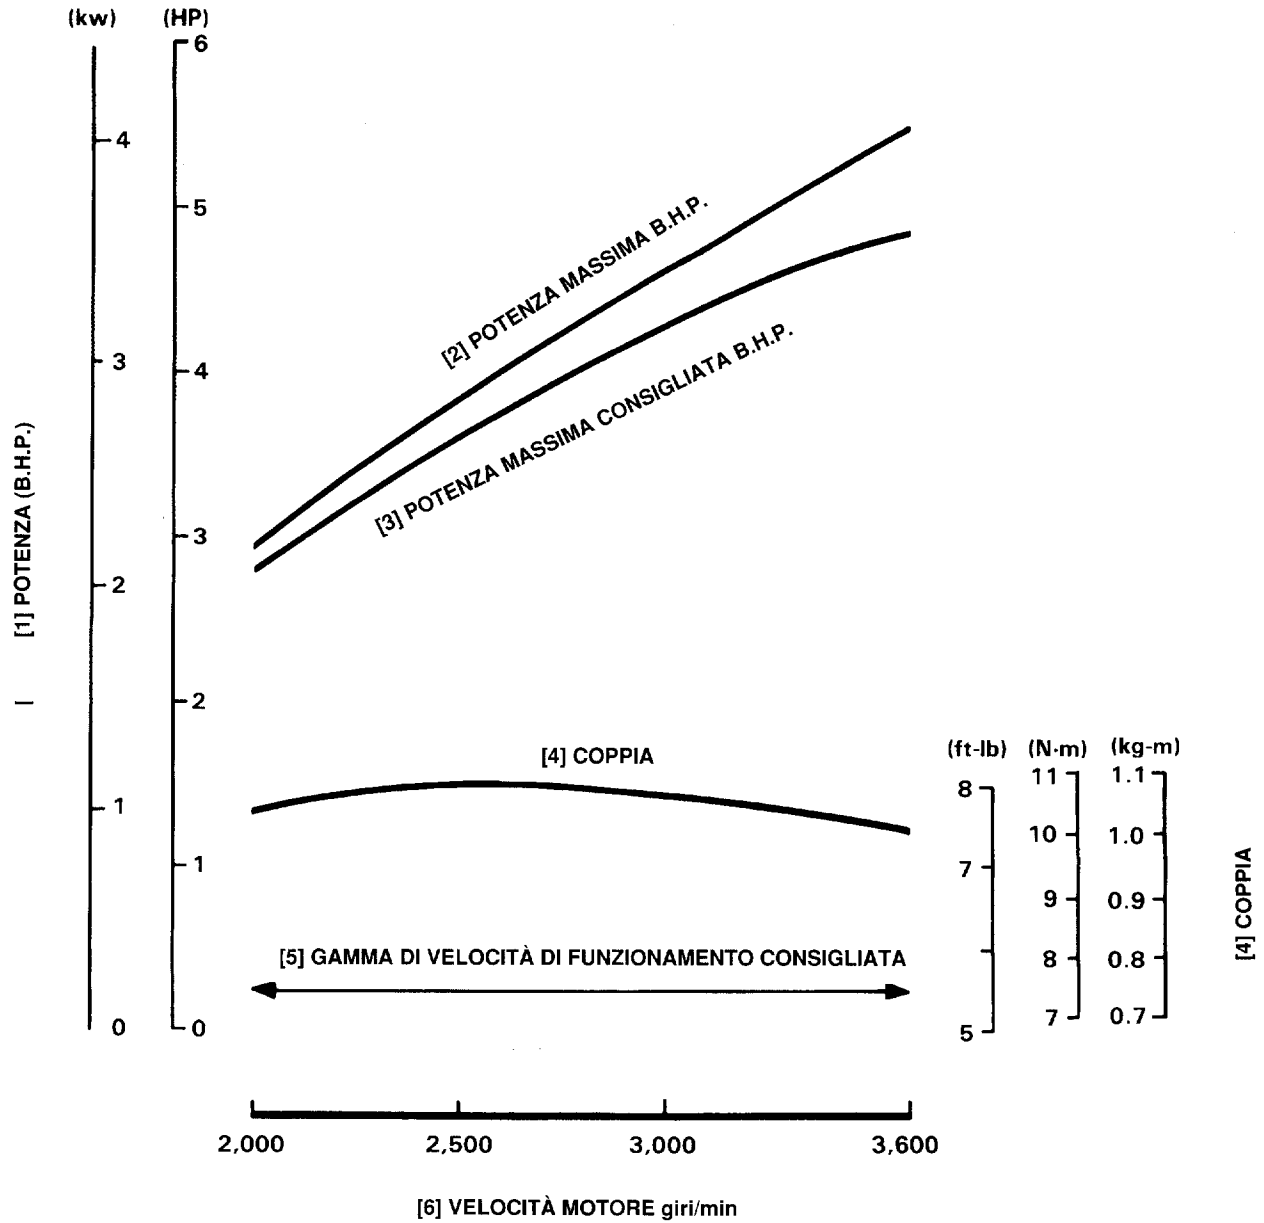 (kw) (HP)
6
4
5
[2] POTENZA MASSIMA B.H.P.
3
4
[3] POTENZA MASSIMA CONSIGLIATA B.H.P.
[1] POTENZA (B.H.P.)
3
2
2
[4] COPPIA
(ft-lb) (N·m) (kg-m)
8 11 1.1
1
10 1.0
1
7
9 0.9
[4] COPPIA
[5] GAMMA DI VELOCITÀ DI FUNZIONAMENTO CONSIGLIATA
8 0.8
7 0.7
0 0
5
2,000 2,500 3,000 3,600
[6] VELOCITÀ MOTORE giri/min